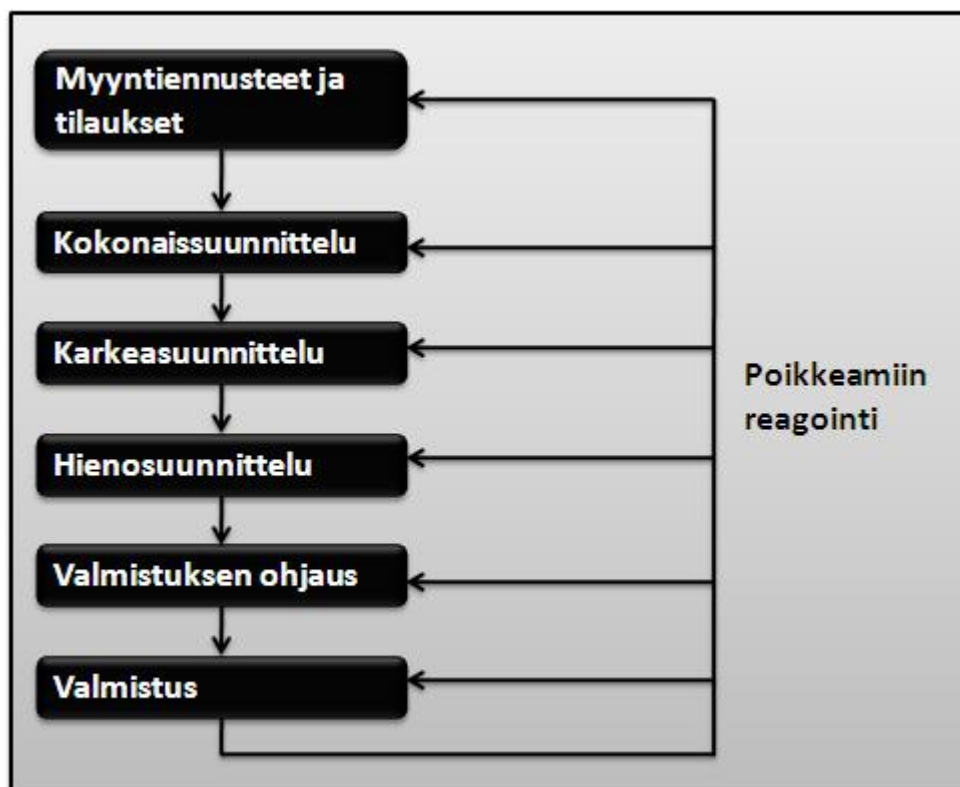 Myyntiennusteet ja
tilaukset
Kokonaissuunnittelu
Karkeasuunnittelu
Hienosuunnittelu
Valmistuksen ohjaus
Valmistus
Poikkeamiin
reagointi